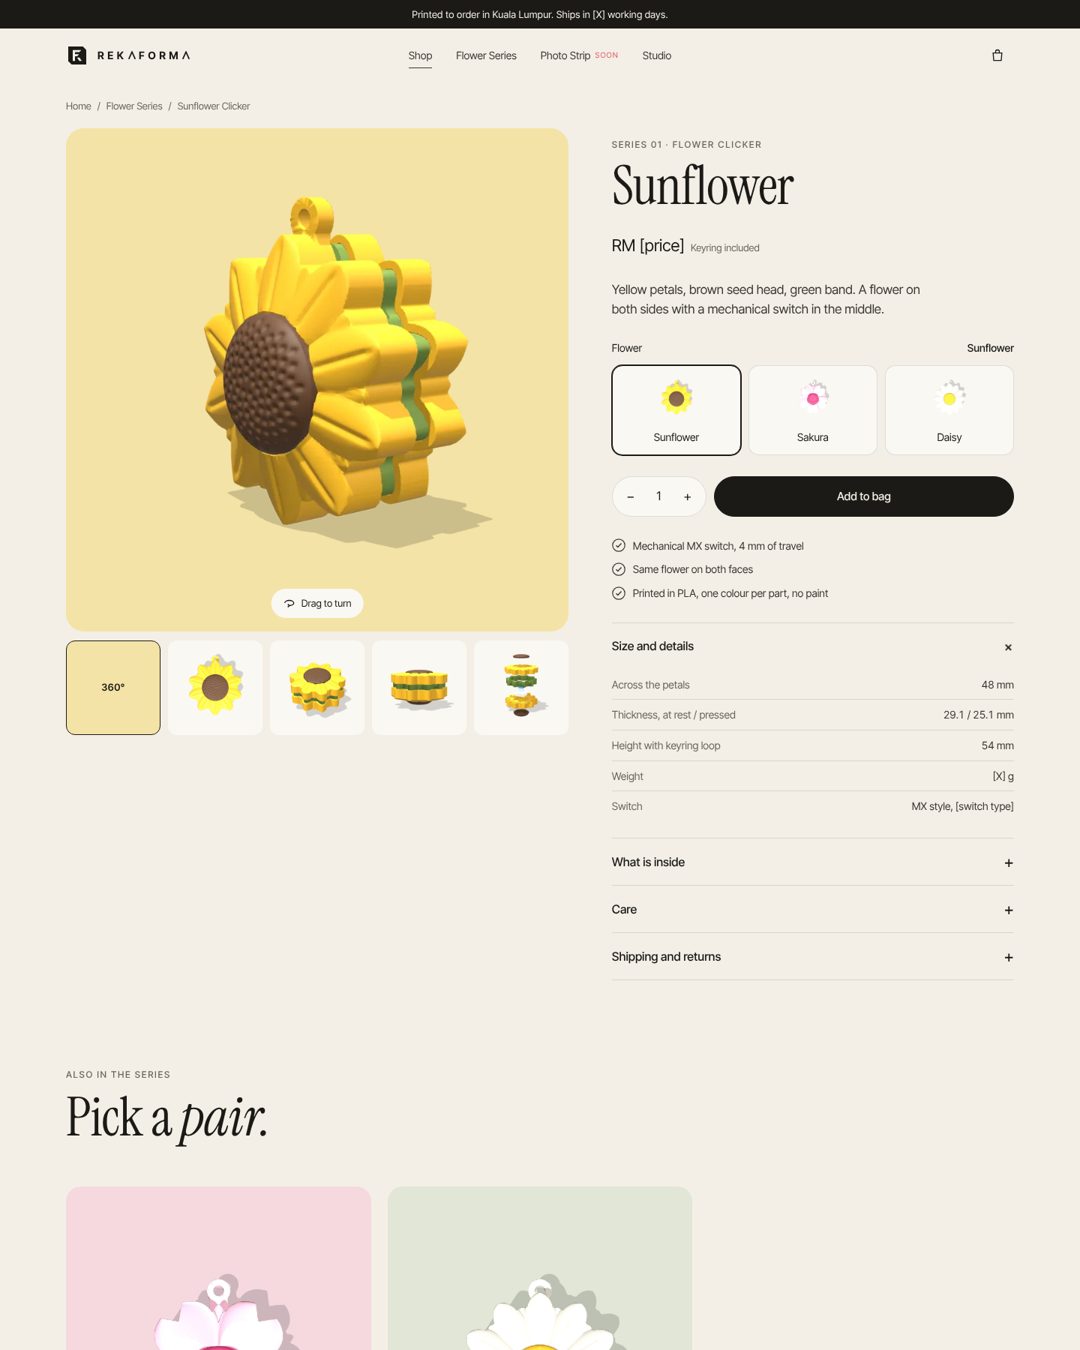 Printed to order in Kuala Lumpur. Ships in [X] working days.
REKAFORMA
Shop
Flower Series
Photo Strip SOON
Studio
Home / Flower Series / Sunflower Clicker
SERIES 01 · FLOWER CLICKER
Sunflower
RM [price] Keyring included
Yellow petals, brown seed head, green band. A flower on
both sides with a mechanical switch in the middle.
Flower Sunflower
Sunflower
Sakura
Daisy
− 1 +
Add to bag
Mechanical MX switch, 4 mm of travel
Same flower on both faces
Printed in PLA, one colour per part, no paint
Drag to turn
360°
Size and details ×
Across the petals 48 mm
Thickness, at rest / pressed 29.1 / 25.1 mm
Height with keyring loop 54 mm
Weight [X] g
Switch MX style, [switch type]
What is inside +
Care +
Shipping and returns +
ALSO IN THE SERIES
Pick a pair.